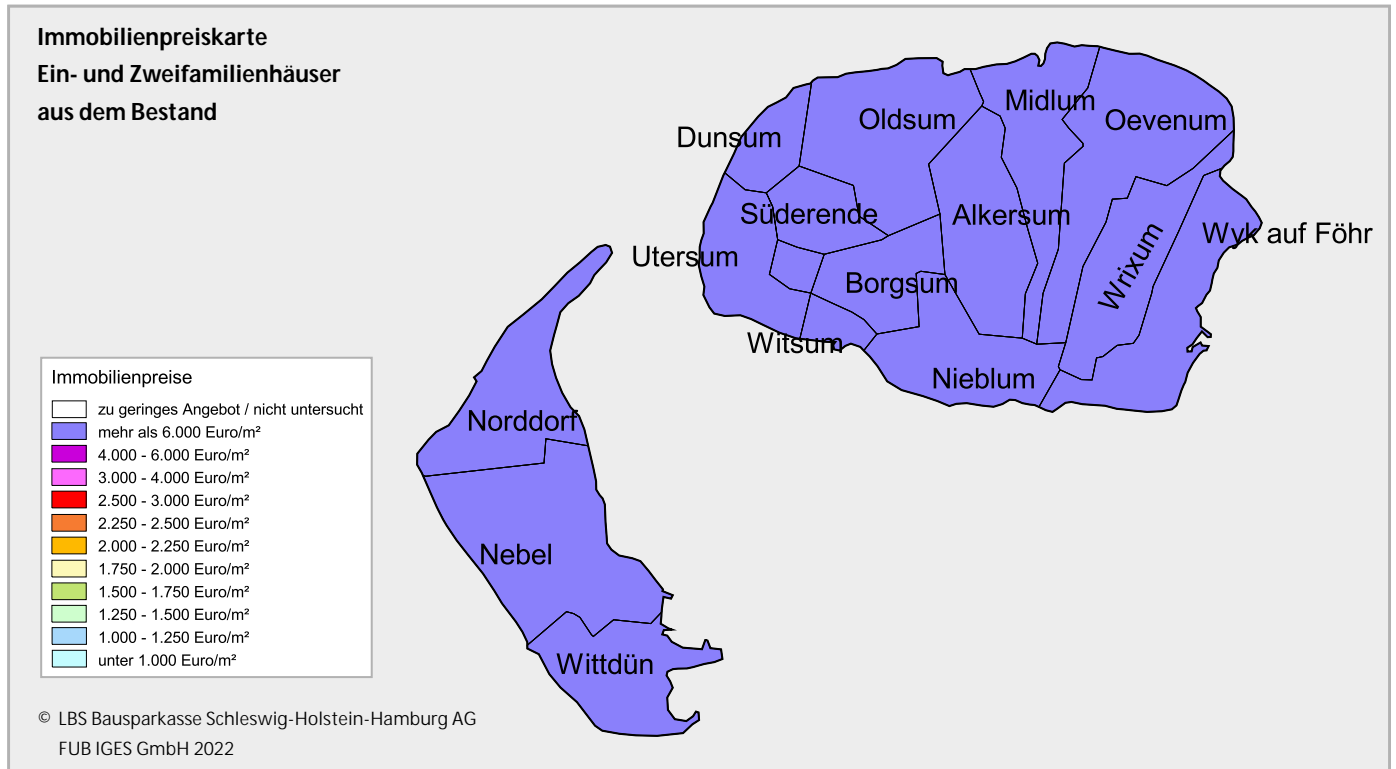 Immobilienpreiskarte
Ein- und Zweifamilienhäuser
aus dem Bestand
Midlum
Oldsum
Oevenum
Dunsum
Süderende
Alkersum
Wyk auf Föhr
Utersum
Wrixum
Borgsum
Witsum
Nieblum
Norddorf
Nebel
Wittdün
Immobilienpreise
zu geringes Angebot / nicht untersucht
mehr als 6.000 Euro/m²
4.000 - 6.000 Euro/m²
3.000 - 4.000 Euro/m²
2.500 - 3.000 Euro/m²
2.250 - 2.500 Euro/m²
2.000 - 2.250 Euro/m²
1.750 - 2.000 Euro/m²
1.500 - 1.750 Euro/m²
1.250 - 1.500 Euro/m²
1.000 - 1.250 Euro/m²
unter 1.000 Euro/m²
© LBS Bausparkasse Schleswig-Holstein-Hamburg AG
FUB IGES GmbH 2022